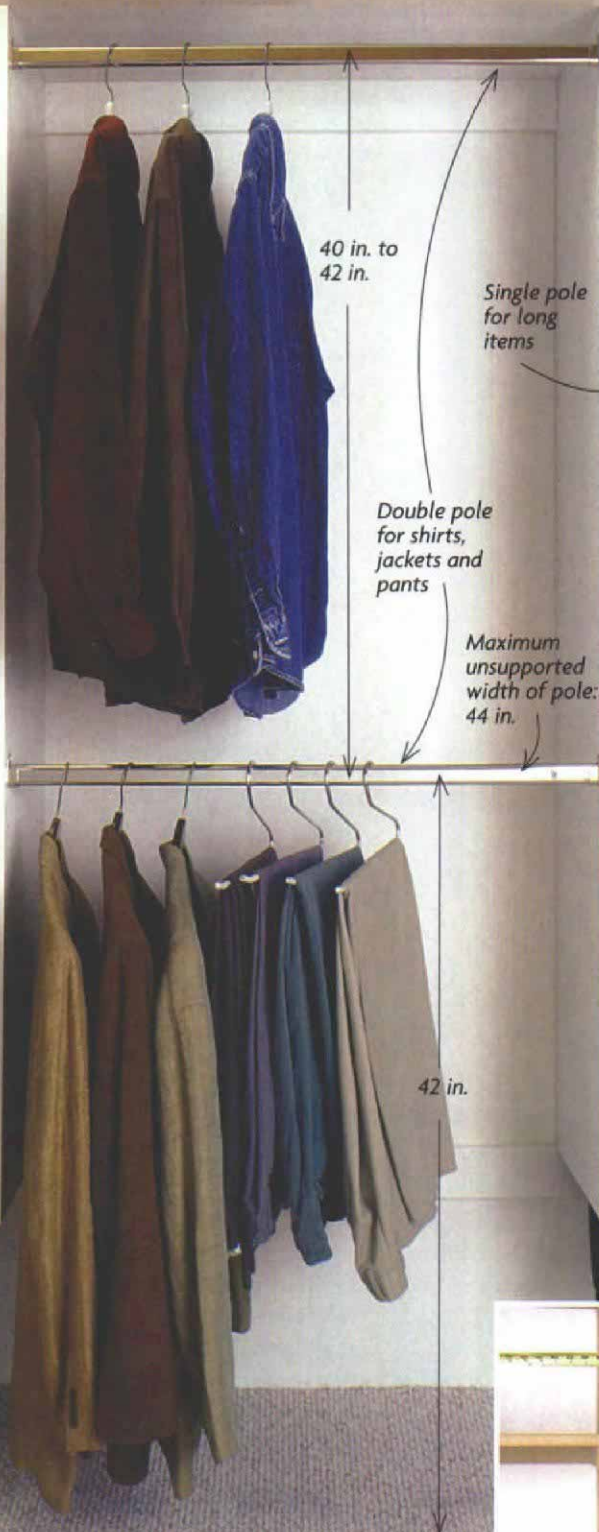 40 in. to
42 in.
Single pole
for long
items
Double pole
for shirts,
jackets and
pants
Maximum
unsupported
width of pole:
44 in.
42 in.